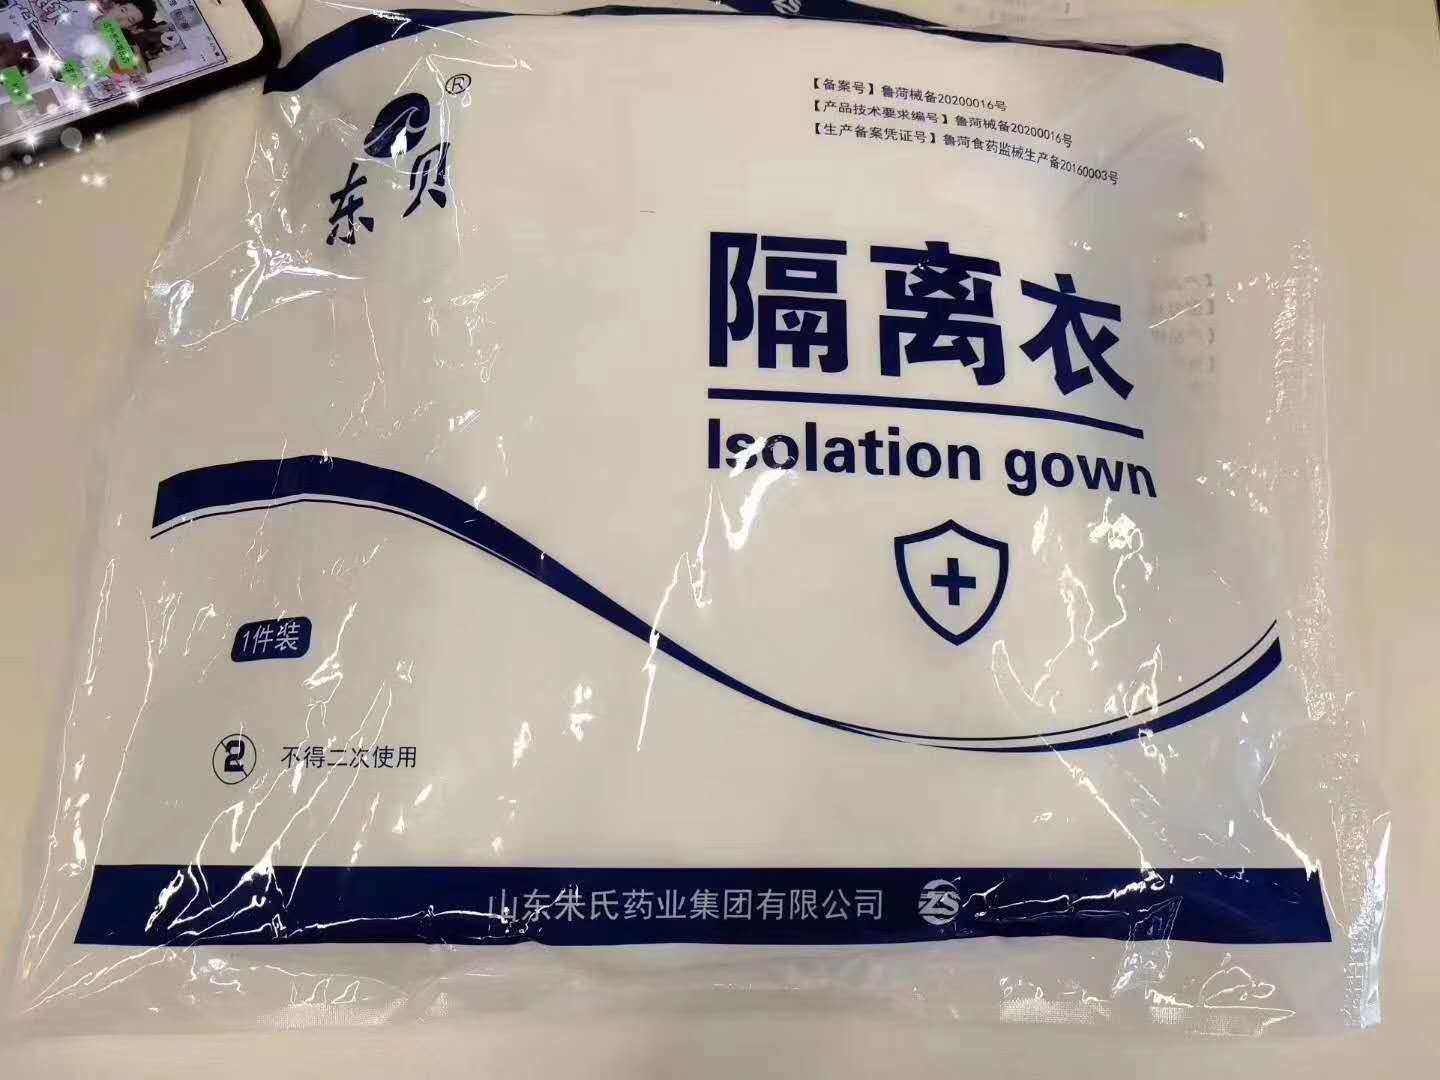 东贝®
【备案号】鲁菏械备20200016号
【产品技术要求编号】鲁菏械备20200016号
【生产备案凭证号】鲁菏食药监械生产备20160003号
隔离衣
Isolation gown
1件装
2
不得二次使用
山东朱氏药业集团有限公司 ZS